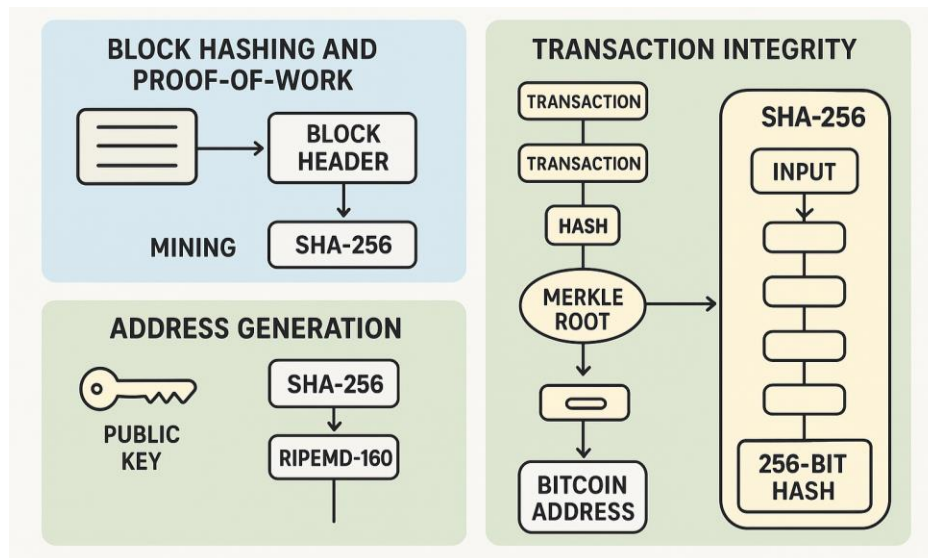 BLOCK HASHING AND
PROOF-OF-WORK
BLOCK
HEADER
MINING
SHA-256
ADDRESS GENERATION
PUBLIC
KEY
SHA-256
RIPEMD-160
TRANSACTION INTEGRITY
TRANSACTION
TRANSACTION
HASH
MERKLE
ROOT
BITCOIN
ADDRESS
SHA-256
INPUT
256-BIT
HASH